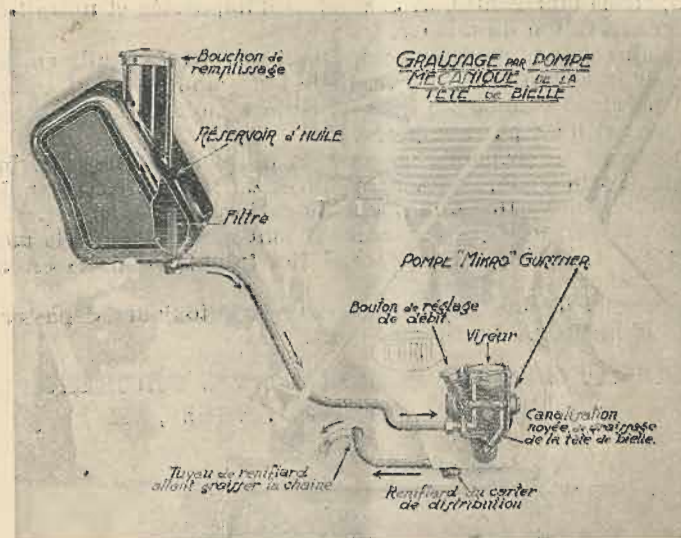 Bouchon de
remplissage
GRAISSAGE PAR POMPE
MÉCANIQUE DE LA
TÊTE DE BIELLE
RÉSERVOIR d'HUILE
Filtre
POMPE "MIKRO" GURTNER
Bouton de réglage
de débit.
Viseur
Canalisation
noyée de graissage
de la tête de bielle.
Tuyau de reniflard
allant graisser la chaîne
Reniflard du carter
de distribution